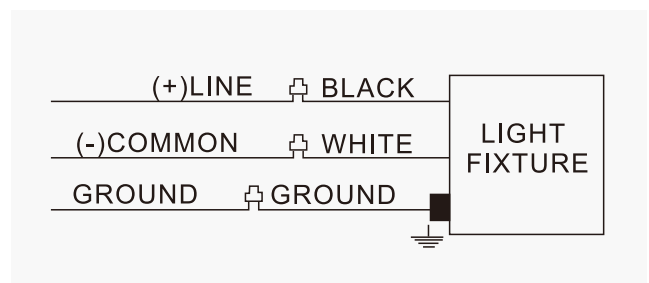 (+)LINE BLACK
(-)COMMON WHITE
GROUND GROUND
LIGHT
FIXTURE